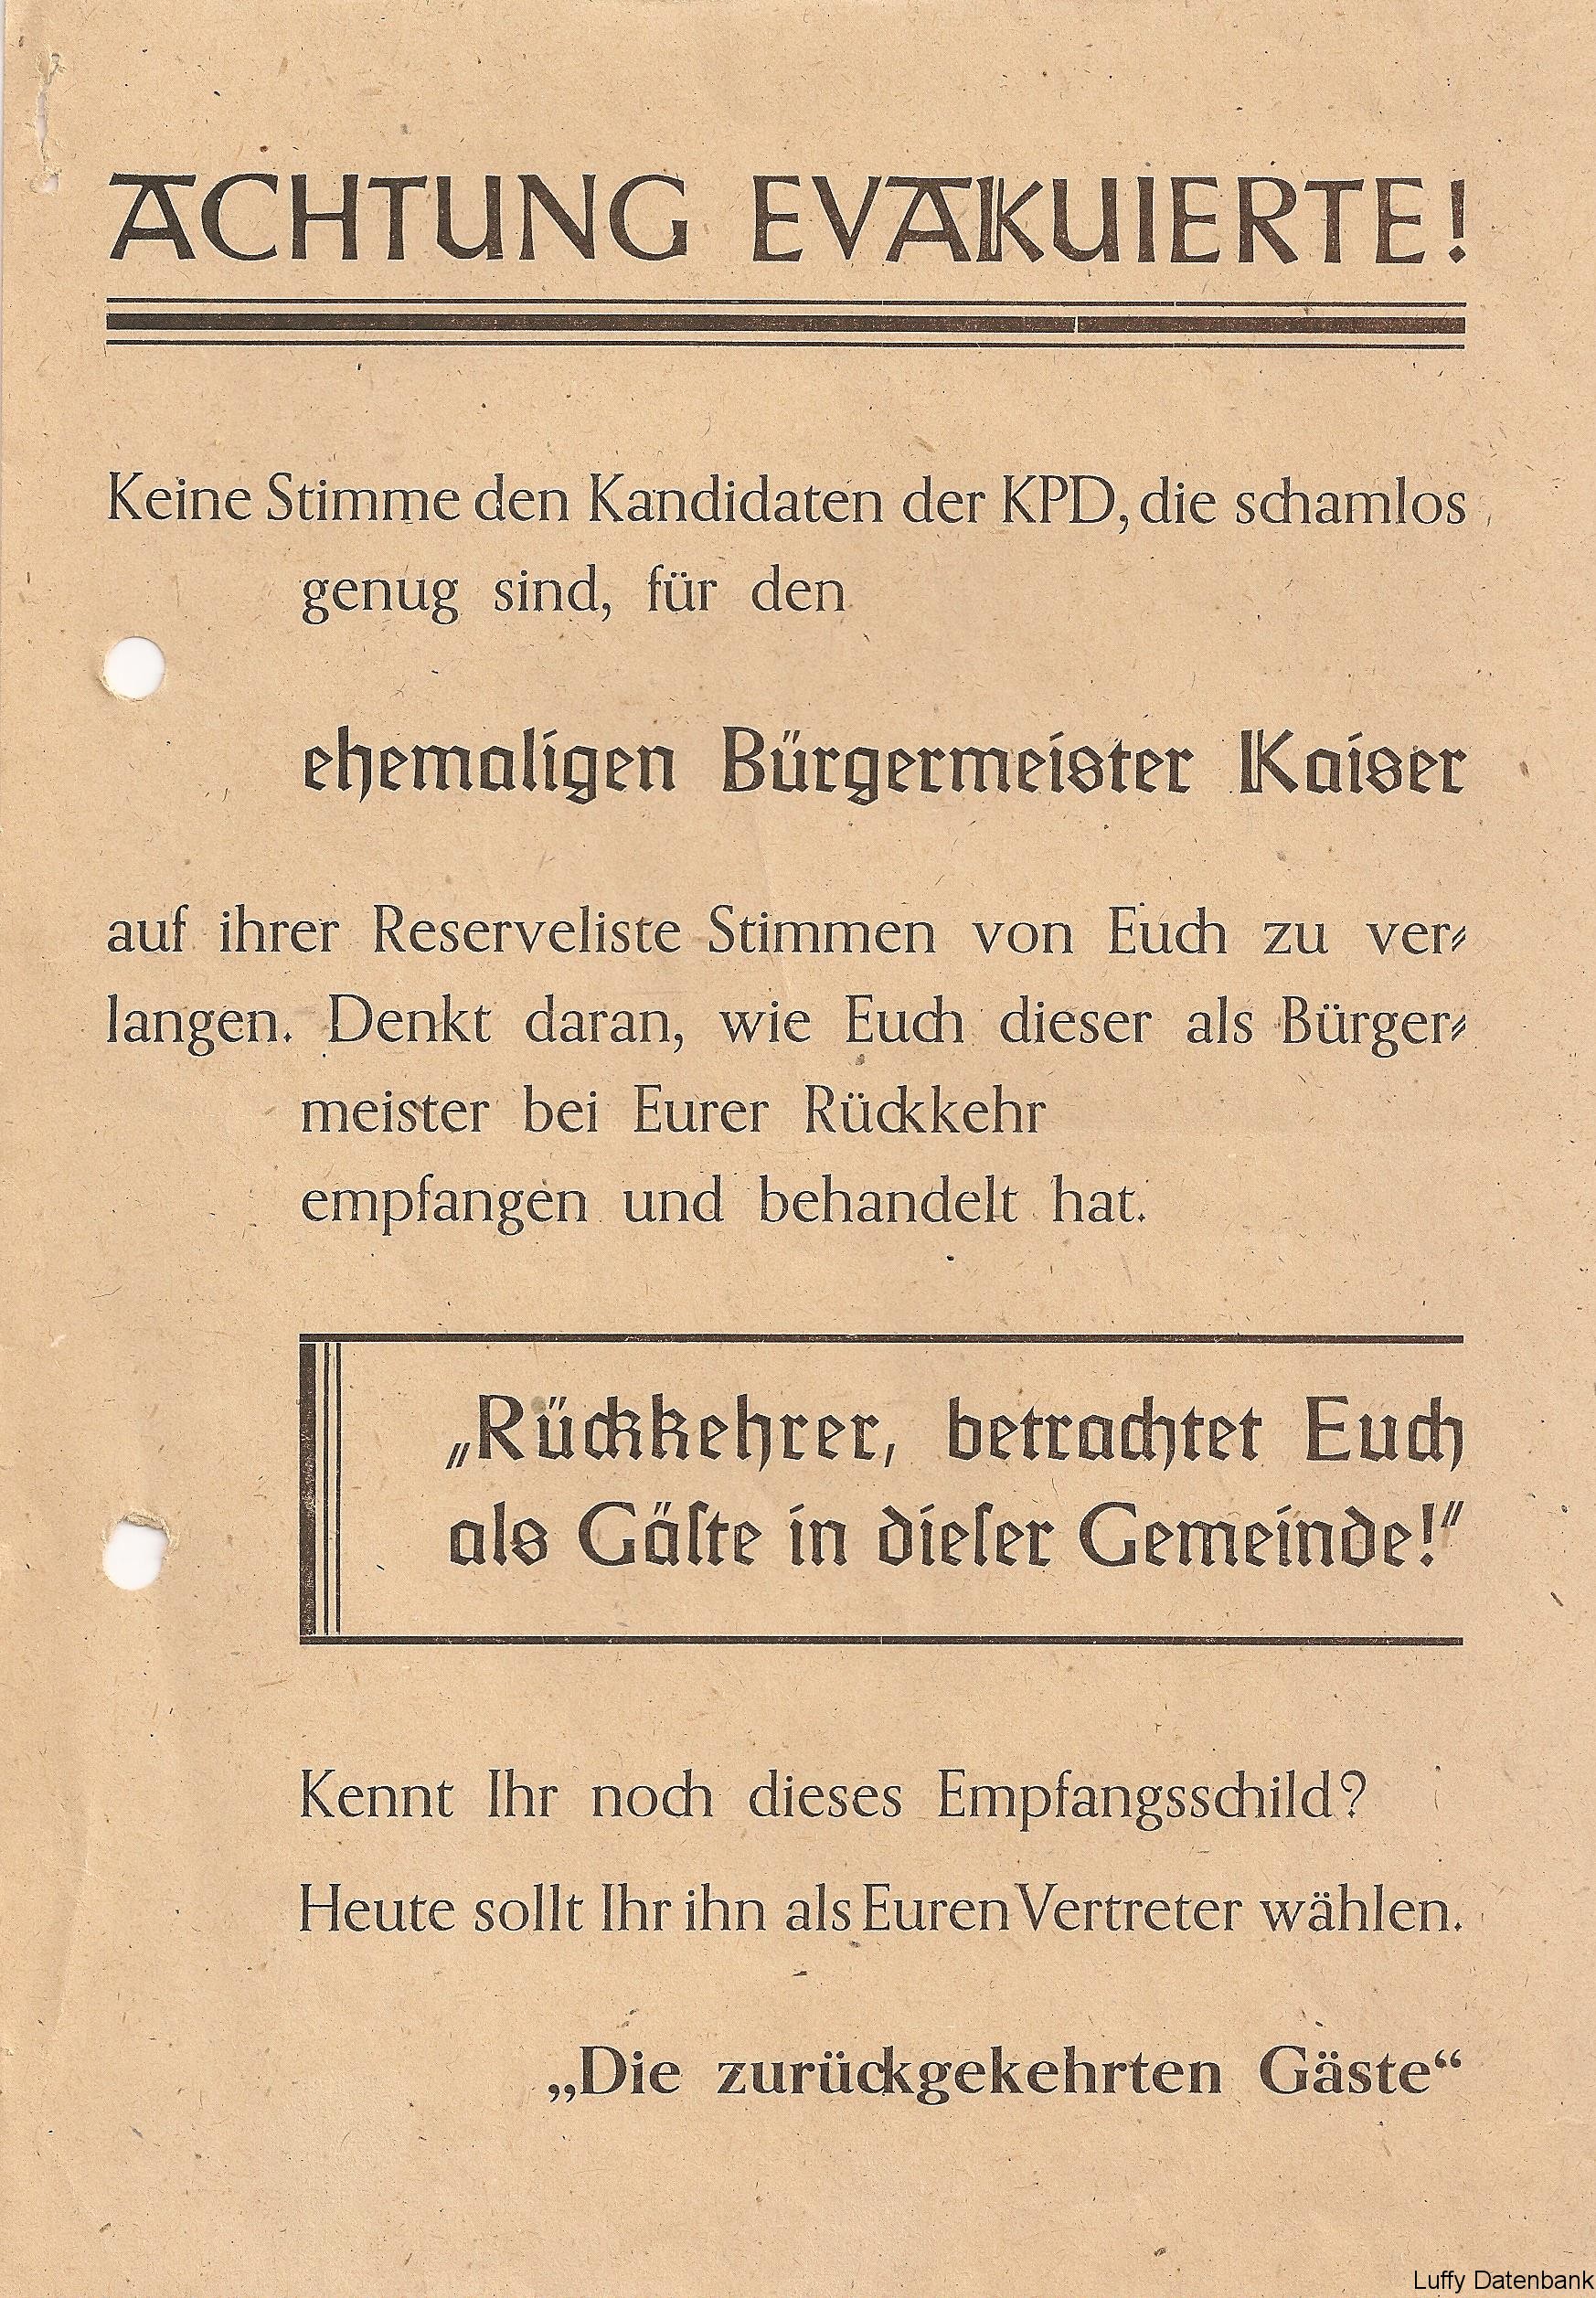 ACHTUNG EVAKUIERTE!
Keine Stimme den Kandidaten der KPD, die schamlos
genug sind, für den
ehemaligen Bürgermeister Kaiser
auf ihrer Reserveliste Stimmen von Euch zu ver-
langen. Denkt daran, wie Euch dieser als Bürger-
meister bei Eurer Rückkehr
empfangen und behandelt hat.
„Rückkehrer, betrachtet Euch
als Gäſte in dieſer Gemeinde!"
Kennt Ihr noch dieses Empfangsschild?
Heute sollt Ihr ihn als Euren Vertreter wählen.
„Die zurückgekehrten Gäste“
Luffy Datenbank